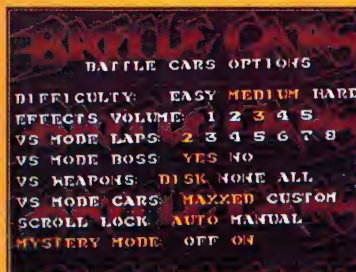 BATTLE CARS
BATTLE CARS OPTIONS
DIFFICULTY: EASY MEDIUM HARD
EFFECTS VOLUME: 1 2 3 4 5
VS MODE LAPS: 2 3 4 5 6 7 8
VS MODE BOSS: YES NO
VS WEAPONS: DISK NONE ALL
VS MODE CARS: MAXXED CUSTOM
SCROLL LOCK: AUTO MANUAL
MYSTERY MODE: OFF ON